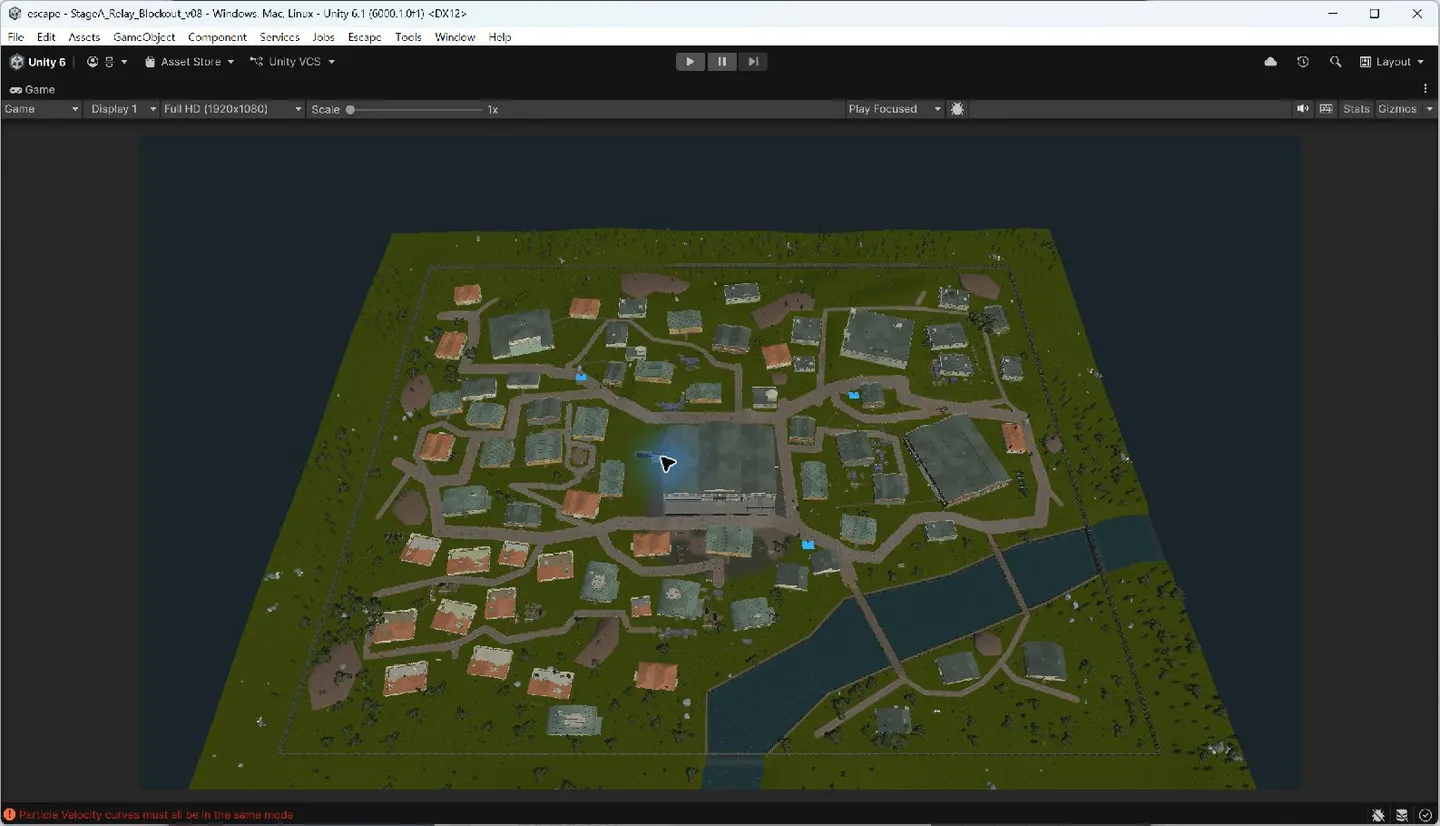 escape - StageA_Relay_Blockout_v08 - Windows, Mac, Linux - Unity 6.1 (6000.1.0f1) <DX12>
File Edit Assets GameObject Component Services Jobs Escape Tools Window Help
Unity 6 Asset Store Unity VCS Layout
Game
Game Display 1 Full HD (1920x1080) Scale 1x Play Focused Stats Gizmos
Particle Velocity curves must all be in the same mode